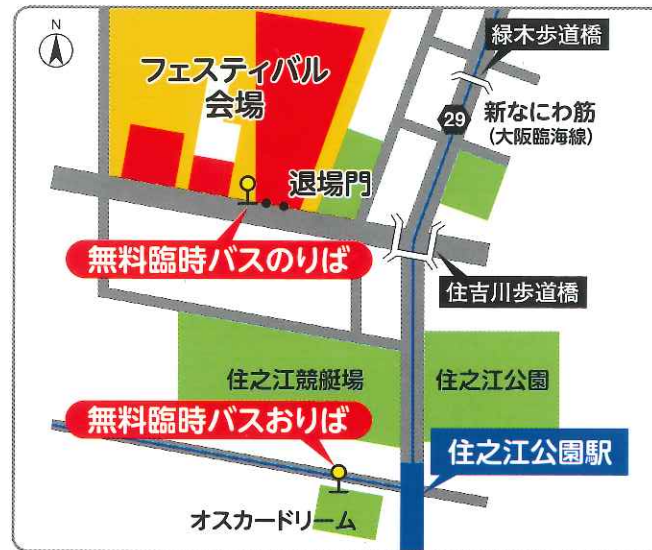 N
緑木歩道橋
フェスティバル
会場
29
新なにわ筋
(大阪臨海線)
退場門
無料臨時バスのりば
住吉川歩道橋
住之江競艇場
住之江公園
無料臨時バスおりば
住之江公園駅
オスカードリーム